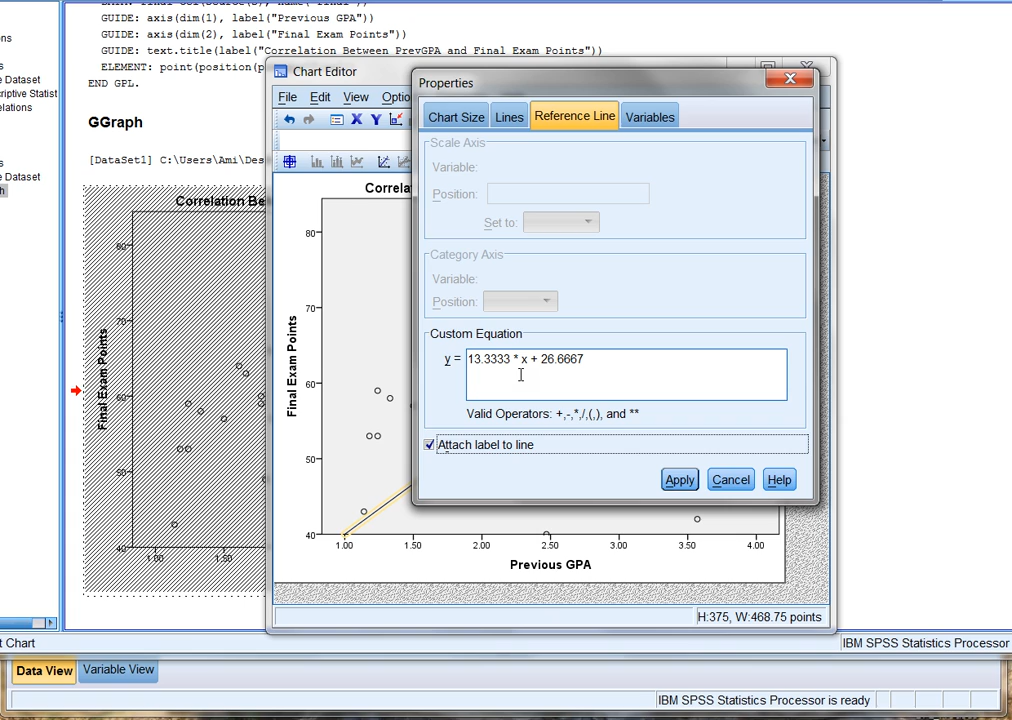 GUIDE: axis(dim(1), label("Previous GPA"))
GUIDE: axis(dim(2), label("Final Exam Points"))
GUIDE: text.title(label("Correlation Between PrevGPA and Final Exam Points"))
ELEMENT: point(position(p
END GPL.
ons
s
e Dataset
criptive Statist
elations
s
e Dataset
h
GGraph
[DataSet1] C:\Users\Ami\Des
Correlation Be
Final Exam Points
80
70
60
50
40
1.00
1.50
Chart Editor
File Edit View Optio
X Y
Correla
Final Exam Points
80
70
60
50
40
1.00 1.50 2.00 2.50 3.00 3.50 4.00
Previous GPA
H:375, W:468.75 points
Properties
Chart Size Lines Reference Line Variables
Scale Axis
Variable:
Position:
Set to:
Category Axis
Variable:
Position:
Custom Equation
y = 13.3333 * x + 26.6667
Valid Operators: +,-,*,/,(,), and **
Attach label to line
Apply Cancel Help
t Chart
IBM SPSS Statistics Processor
Data View Variable View
IBM SPSS Statistics Processor is ready